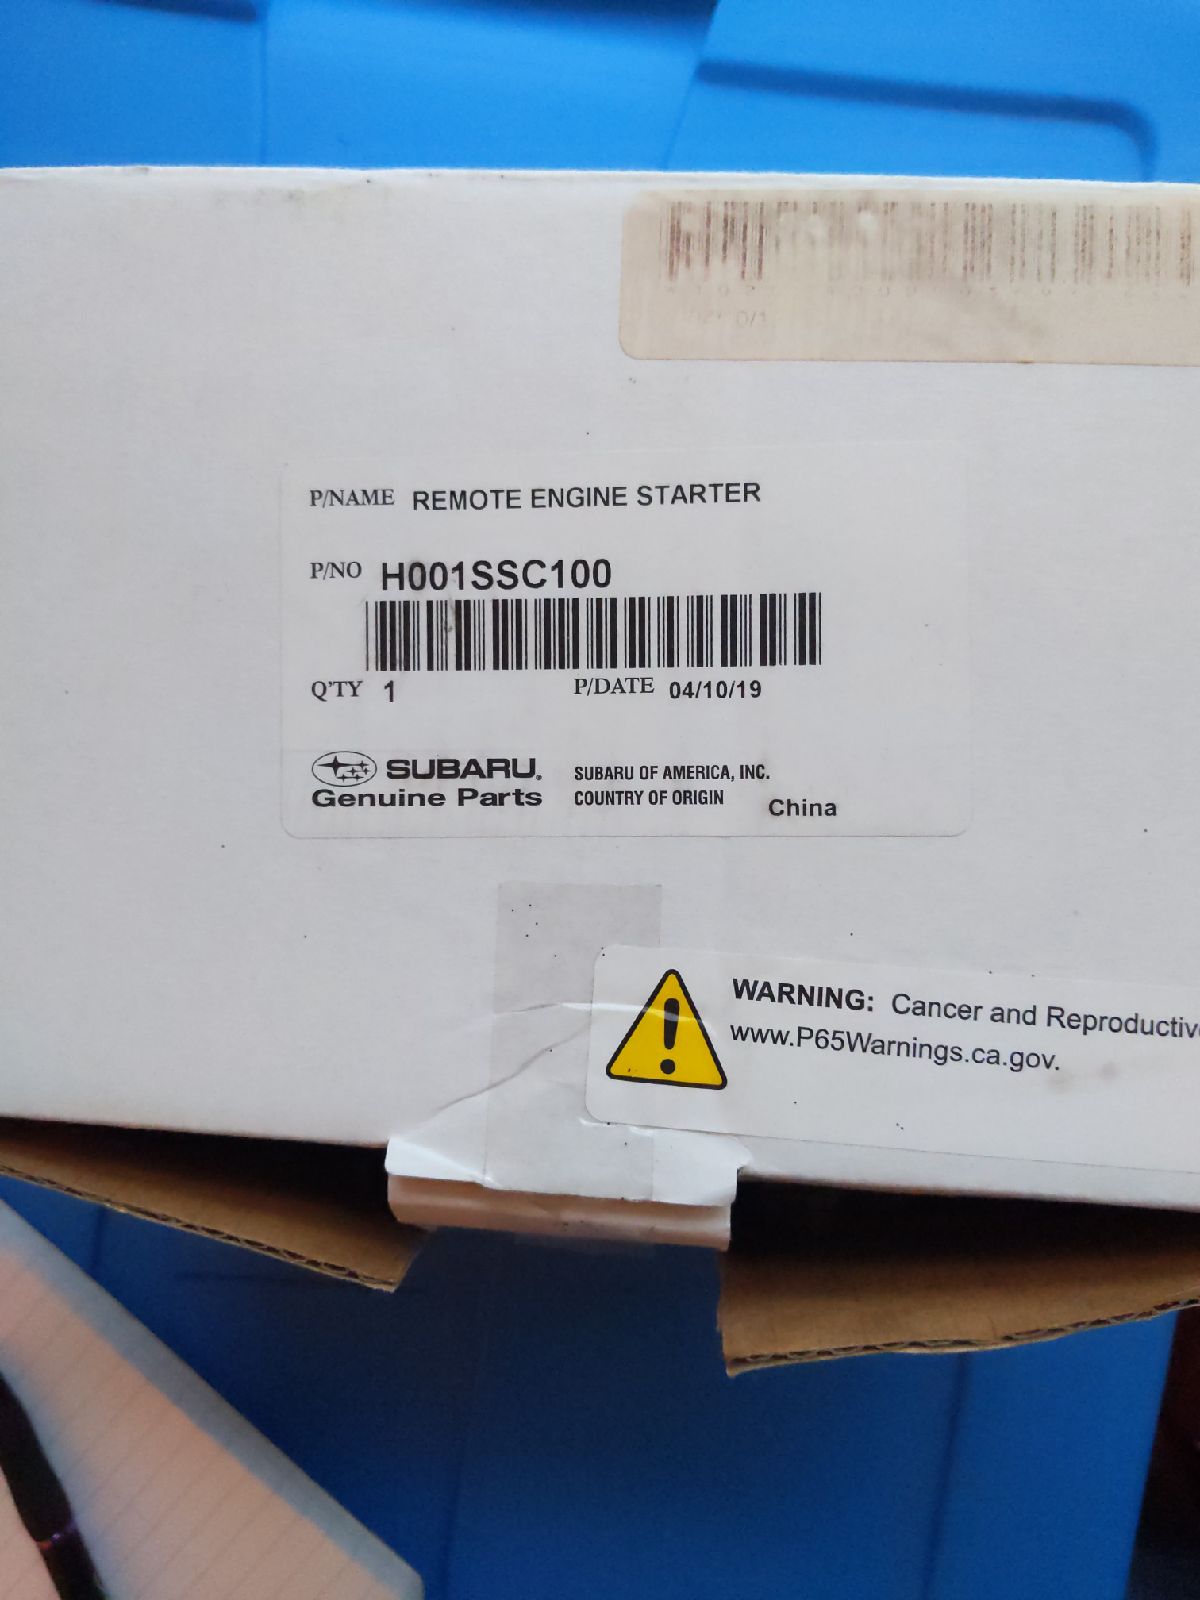 P/NAME REMOTE ENGINE STARTER
P/NO H001SSC100
Q'TY 1 P/DATE 04/10/19
SUBARU.
Genuine Parts
SUBARU OF AMERICA, INC.
COUNTRY OF ORIGIN China
WARNING: Cancer and Reproductive
www.P65Warnings.ca.gov.